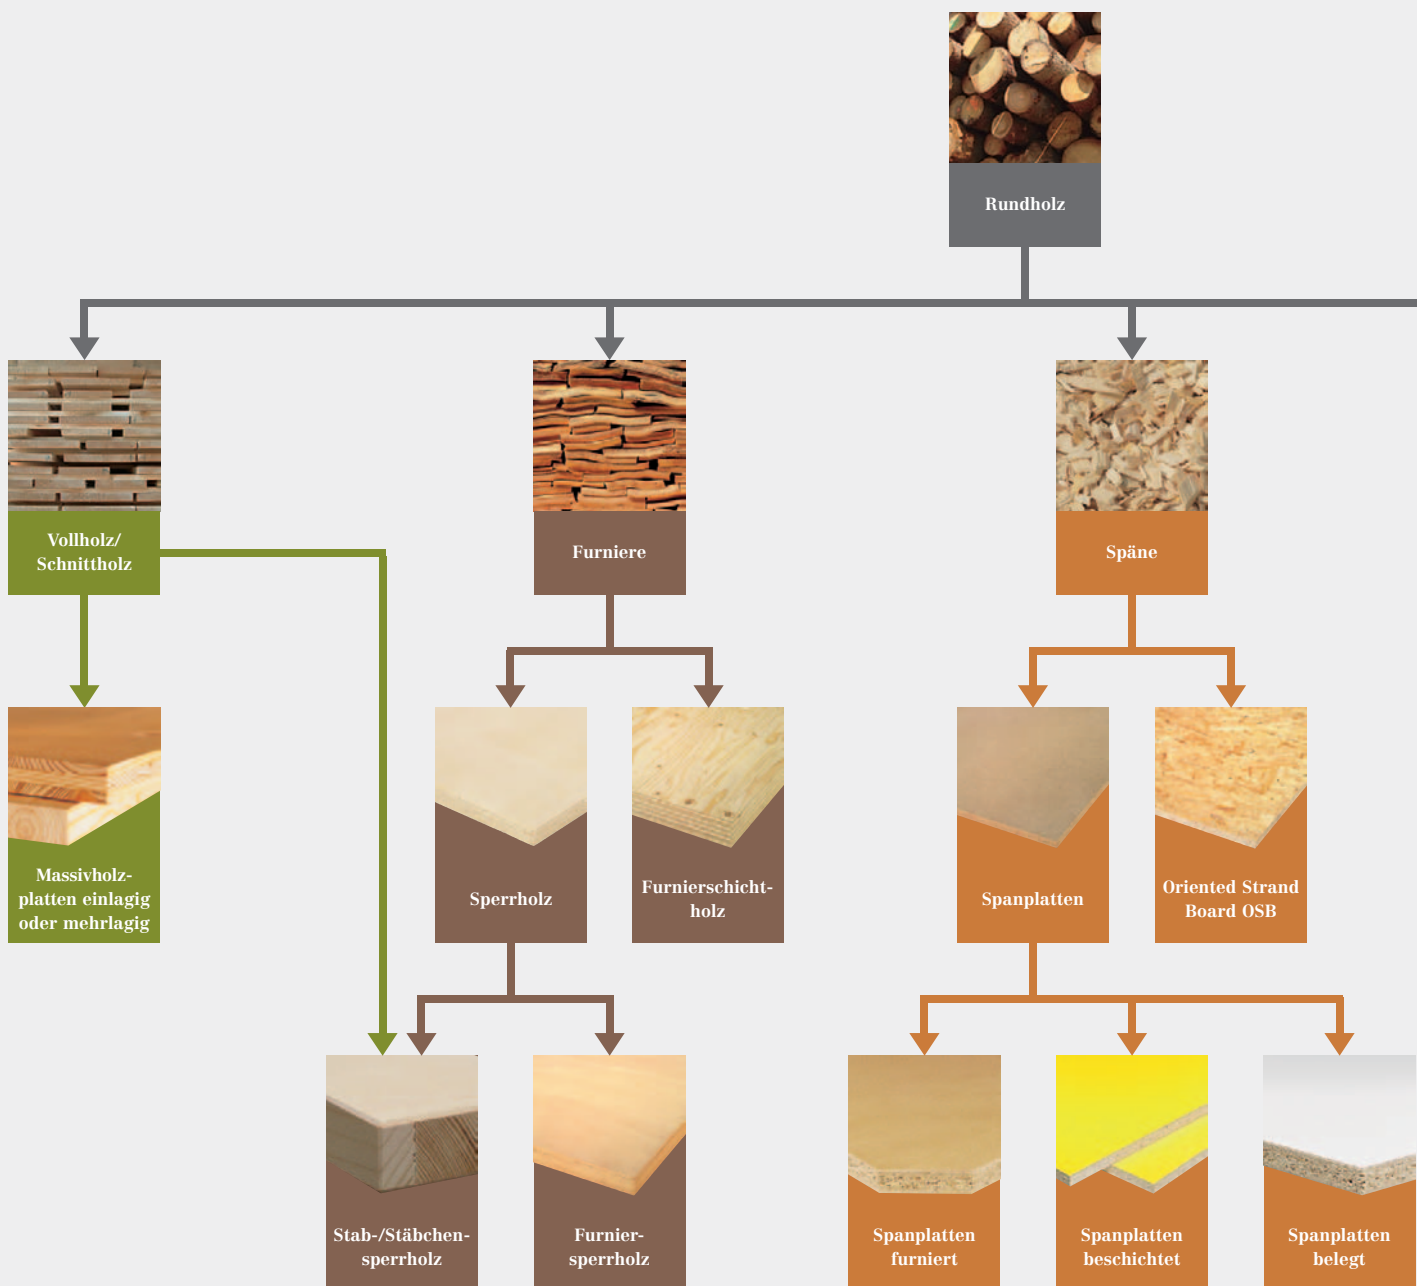 Rundholz
Vollholz/
Schnittholz
Furniere
Späne
Massivholz-
platten einlagig
oder mehrlagig
Sperrholz
Furnierschicht-
holz
Spanplatten
Oriented Strand
Board OSB
Stab-/Stäbchen-
sperrholz
Furnier-
sperrholz
Spanplatten
furniert
Spanplatten
beschichtet
Spanplatten
belegt